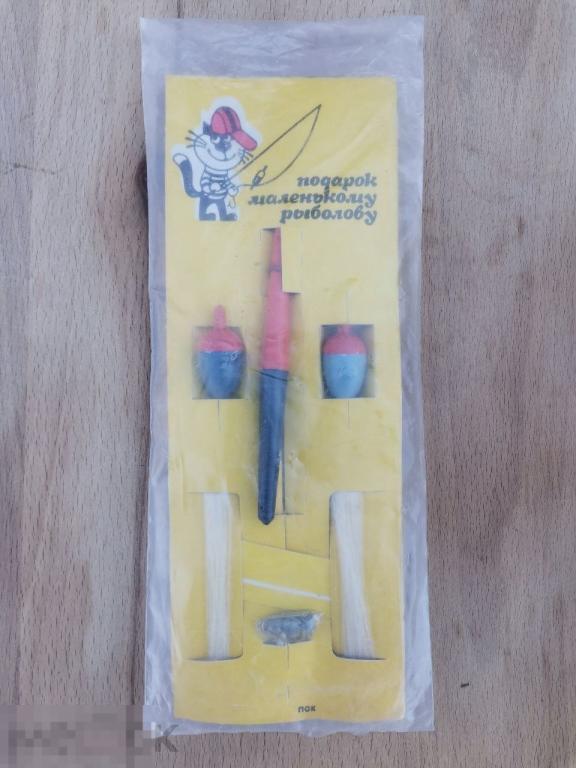 подарок
маленькому
рыболову
ПОК